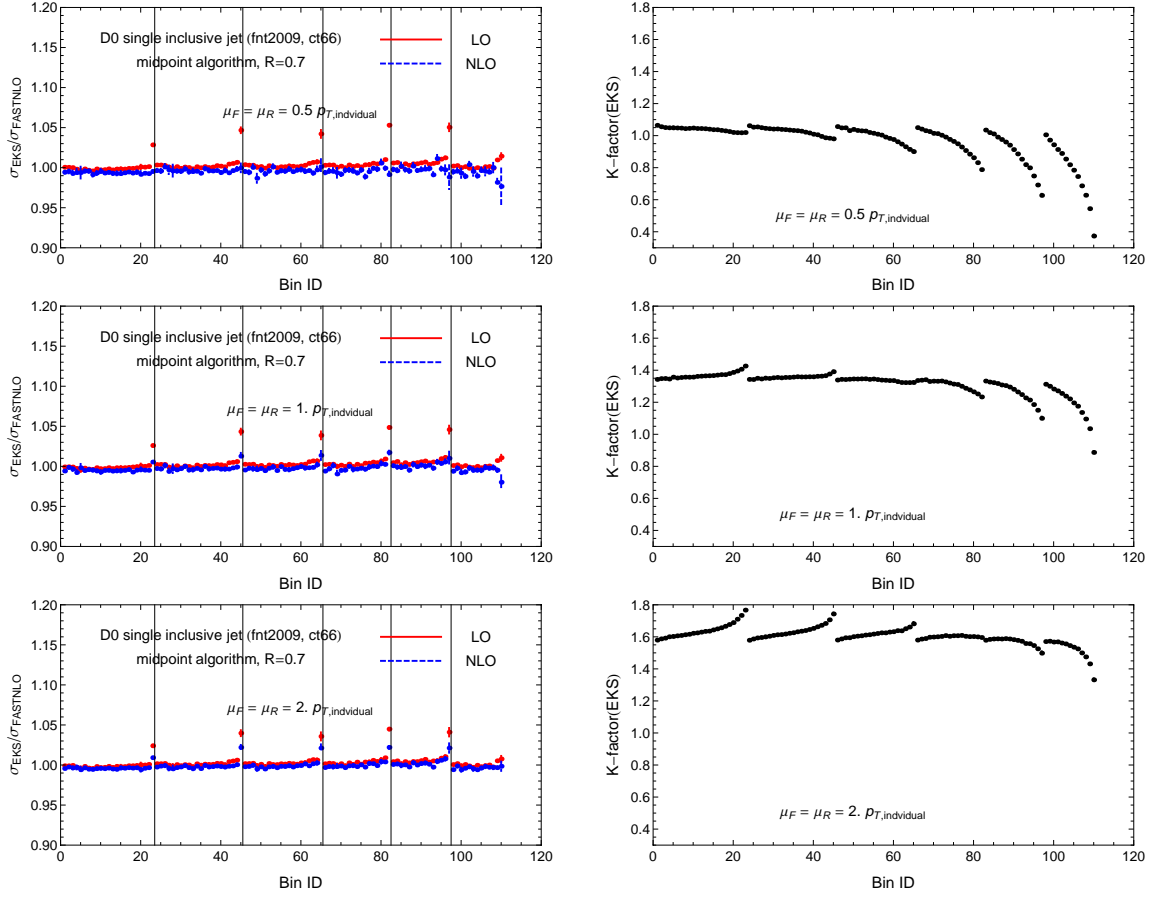 1.20
D0 single inclusive jet (fnt2009, ct66)
LO
1.15
midpoint algorithm, R=0.7
NLO
1.10
μF = μR = 0.5 pT,indvidual
1.05
1.00
0.95
0.90
0 20 40 60 80 100 120
Bin ID
σEKS/σFASTNLO
1.8
1.6
1.4
1.2
1.0
0.8
0.6
0.4
μF = μR = 0.5 pT,indvidual
0 20 40 60 80 100 120
Bin ID
K-factor(EKS)
1.20
D0 single inclusive jet (fnt2009, ct66)
LO
1.15
midpoint algorithm, R=0.7
NLO
1.10
μF = μR = 1. pT,indvidual
1.05
1.00
0.95
0.90
0 20 40 60 80 100 120
Bin ID
σEKS/σFASTNLO
1.8
1.6
1.4
1.2
1.0
0.8
0.6
0.4
μF = μR = 1. pT,indvidual
0 20 40 60 80 100 120
Bin ID
K-factor(EKS)
1.20
D0 single inclusive jet (fnt2009, ct66)
LO
1.15
midpoint algorithm, R=0.7
NLO
1.10
μF = μR = 2. pT,indvidual
1.05
1.00
0.95
0.90
0 20 40 60 80 100 120
Bin ID
σEKS/σFASTNLO
1.8
1.6
1.4
1.2
1.0
0.8
0.6
0.4
μF = μR = 2. pT,indvidual
0 20 40 60 80 100 120
Bin ID
K-factor(EKS)